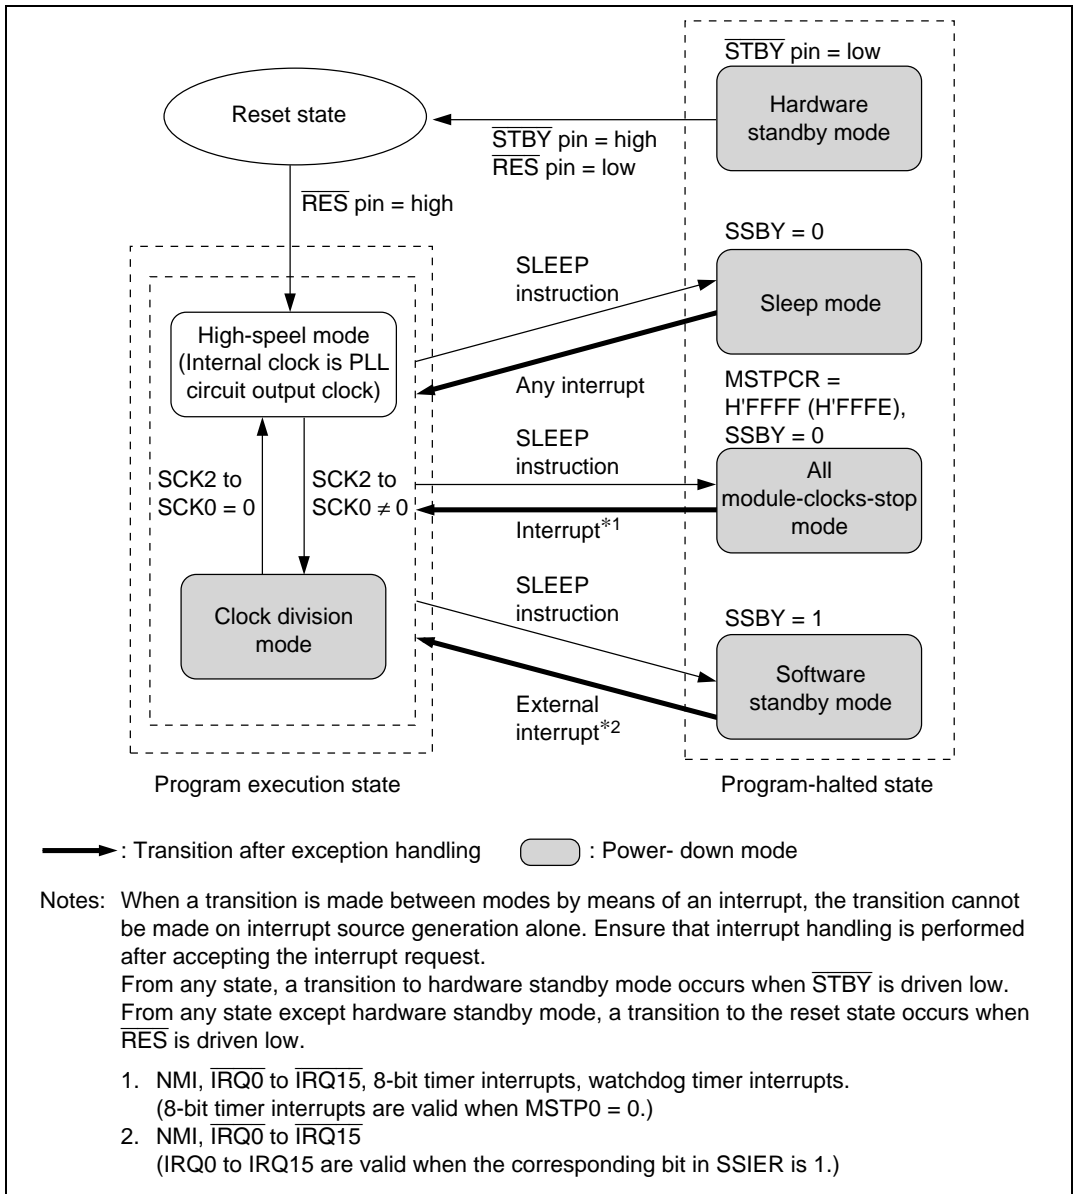 STBY pin = low
Reset state
Hardware
standby mode
STBY pin = high
RES pin = low
RES pin = high
SSBY = 0
SLEEP
instruction
Sleep mode
High-speel mode
(Internal clock is PLL
circuit output clock)
Any interrupt
MSTPCR =
H'FFFF (H'FFFE),
SSBY = 0
SLEEP
instruction
All
module-clocks-stop
mode
SCK2 to
SCK0 = 0
SCK2 to
SCK0 ≠ 0
Interrupt*1
SLEEP
instruction
Clock division
mode
SSBY = 1
Software
standby mode
External
interrupt*2
Program execution state
Program-halted state
: Transition after exception handling
: Power- down mode
Notes: When a transition is made between modes by means of an interrupt, the transition cannot
be made on interrupt source generation alone. Ensure that interrupt handling is performed
after accepting the interrupt request.
From any state, a transition to hardware standby mode occurs when STBY is driven low.
From any state except hardware standby mode, a transition to the reset state occurs when
RES is driven low.
1. NMI, IRQ0 to IRQ15, 8-bit timer interrupts, watchdog timer interrupts.
(8-bit timer interrupts are valid when MSTP0 = 0.)
2. NMI, IRQ0 to IRQ15
(IRQ0 to IRQ15 are valid when the corresponding bit in SSIER is 1.)